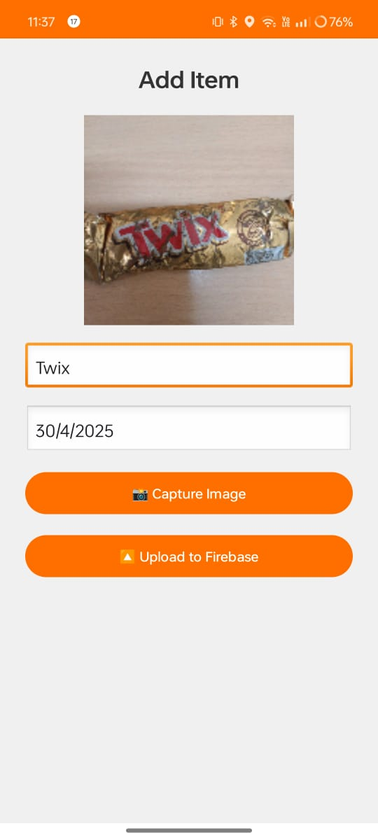 11:37
17
76%
Add Item
TWIX
Twix
30/4/2025
📸 Capture Image
🔼 Upload to Firebase